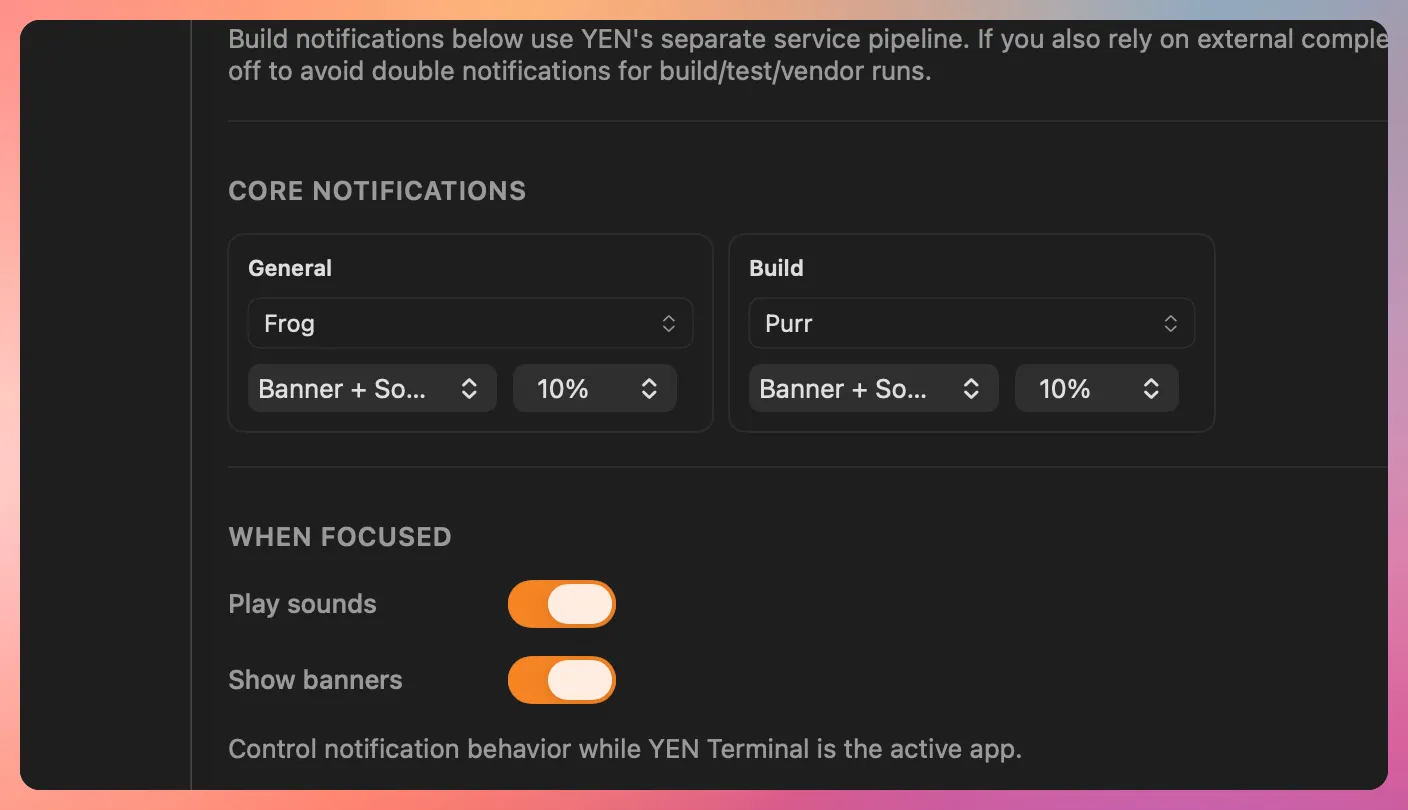 Build notifications below use YEN's separate service pipeline. If you also rely on external
off to avoid double notifications for build/test/vendor runs.
CORE NOTIFICATIONS
General
Build
Frog
Purr
Banner + So...
10%
Banner + So...
10%
WHEN FOCUSED
Play sounds
Show banners
Control notification behavior while YEN Terminal is the active app.